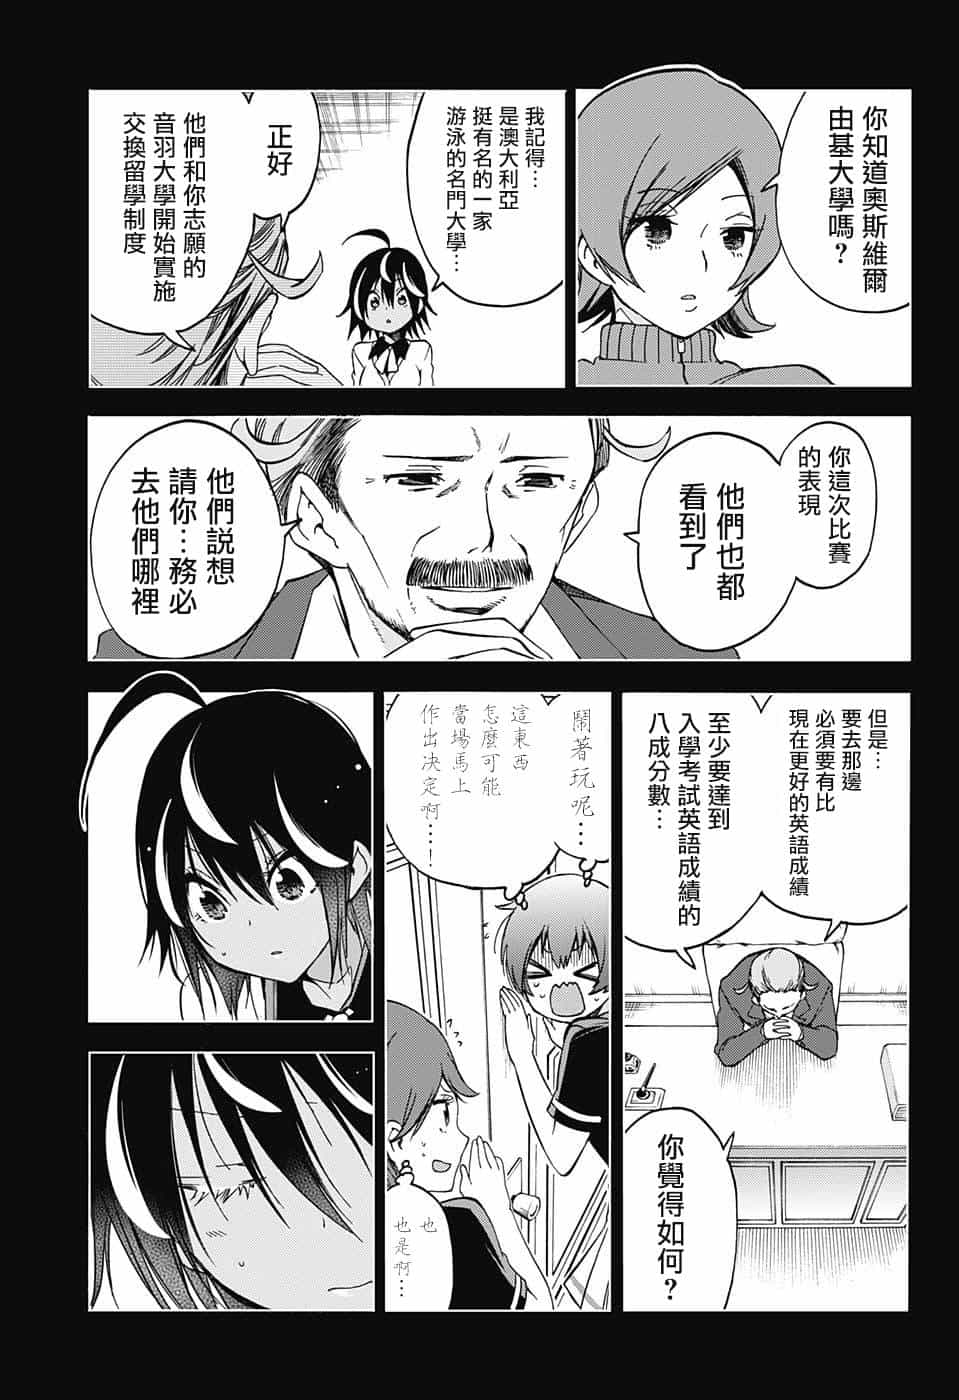 你知道奧斯維爾
由基大學嗎？
我記得…
是澳大利亞
挺有名的一家
游泳的名門大學…
正好
他們和你志願的
音羽大學開始實施
交換留學制度
你這次比賽
的表現
他們也都
看到了
他們說想
請你…務必
去他們哪裡
但是…
要去那邊
必須要有比
現在更好的英語成績
至少要達到
入學考試英語成績的
八成分數…
你覺得如何？
鬧著玩呢…
這東西
怎麼可能
當場馬上
作出決定啊……！
也
也是啊…